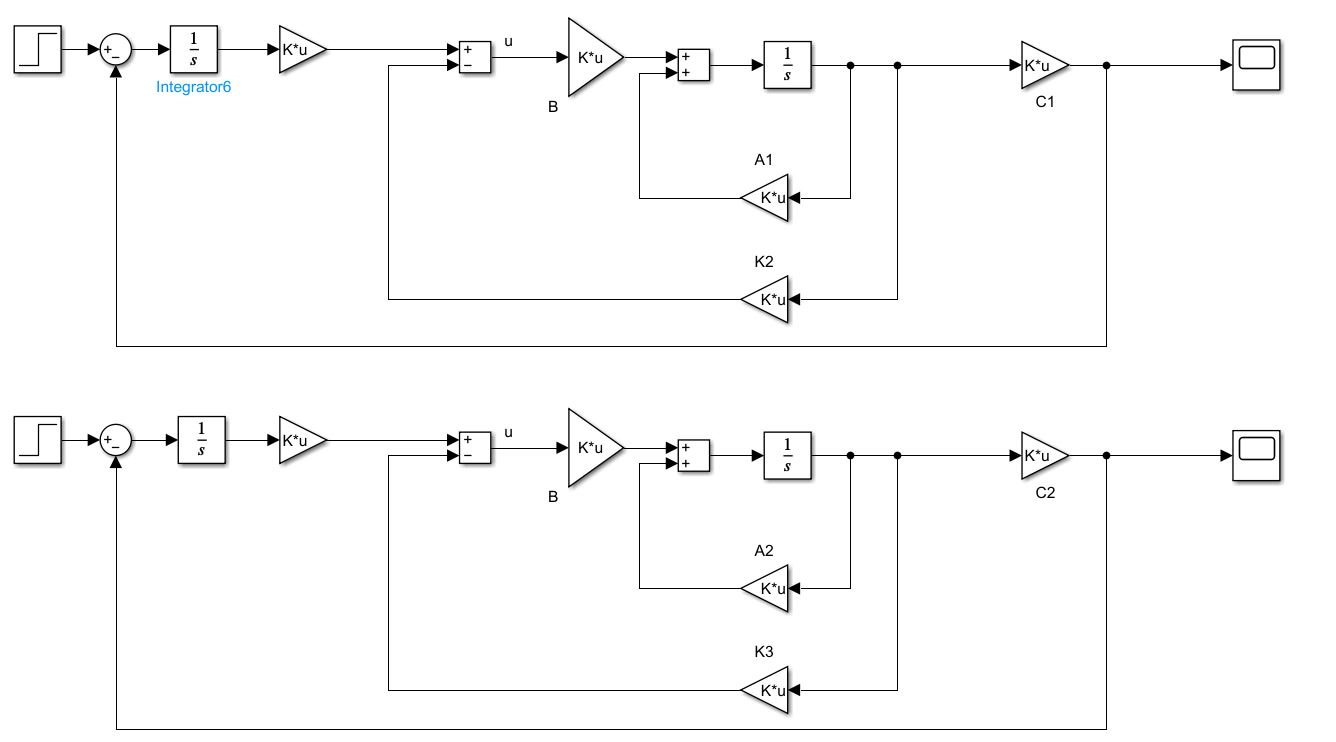 +
−
1
s
K*u
+
−
u
K*u
+
+
1
s
K*u
Integrator6
B
C1
A1
K*u
K2
K*u
+
−
1
s
K*u
+
−
u
K*u
+
+
1
s
K*u
B
C2
A2
K*u
K3
K*u